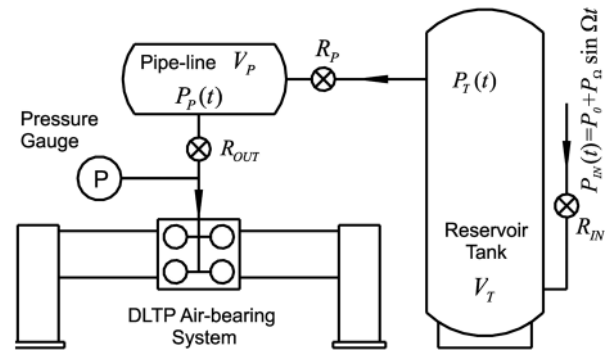 Pipe-line V_P
P_P(t)
R_P
P_T(t)
P_IN(t)=P_0+P_Ω sin Ωt
Pressure
Gauge
P
R_OUT
R_IN
Reservoir
Tank
V_T
DLTP Air-bearing
System